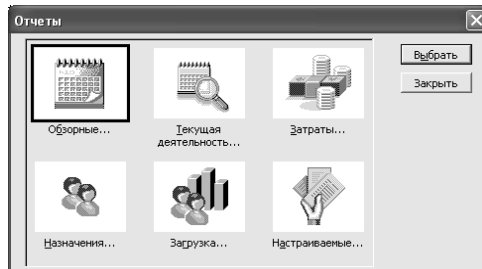 Отчеты
Выбрать
Закрыть
Обзорные...
Текущая
деятельность...
Затраты...
Назначения...
Загрузка...
Настраиваемые...